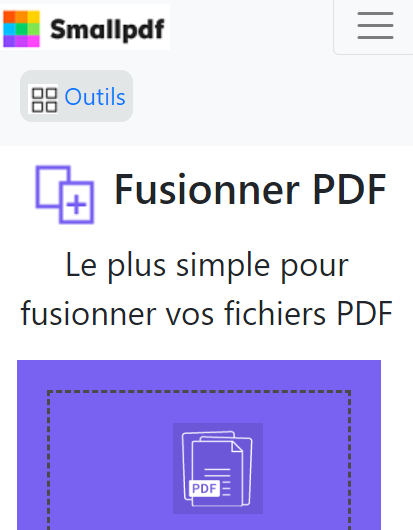 Smallpdf
Outils
Fusionner PDF
Le plus simple pour
fusionner vos fichiers PDF
PDF